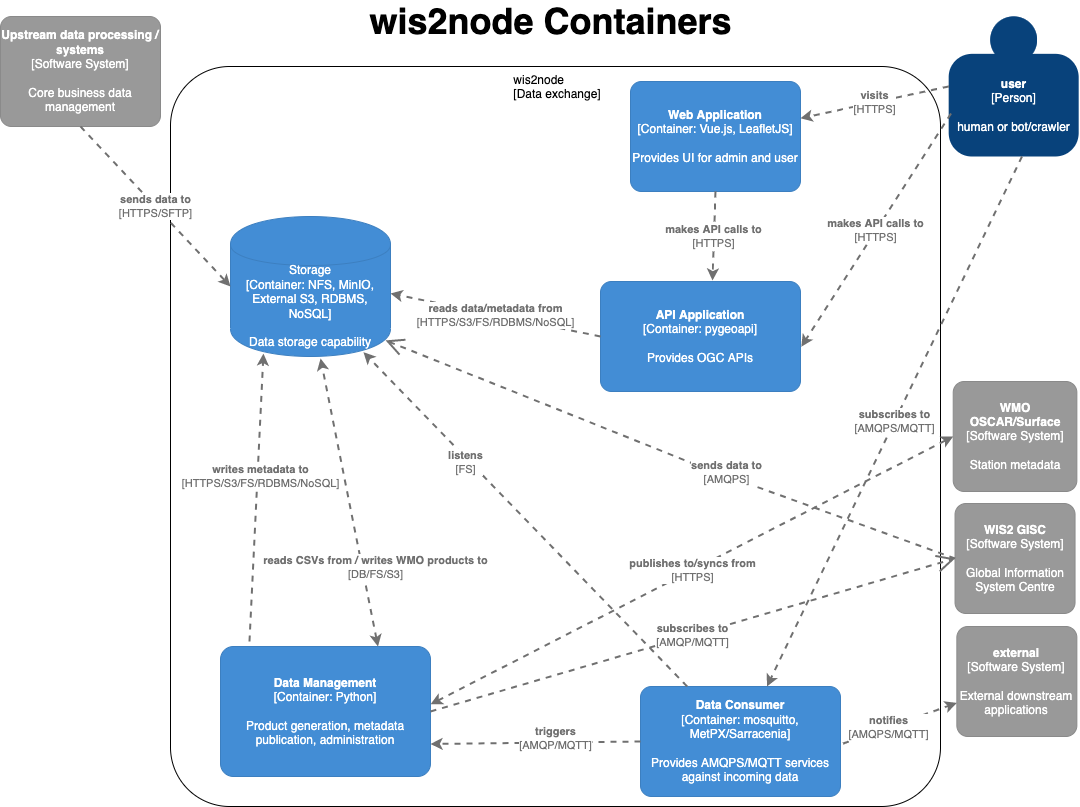 wis2node Containers
Upstream data processing /
systems
[Software System]
Core business data
management
wis2node
[Data exchange]
Web Application
[Container: Vue.js, LeafletJS]
Provides UI for admin and user
visits
[HTTPS]
user
[Person]
human or bot/crawler
sends data to
[HTTPS/SFTP]
makes API calls to
[HTTPS]
makes API calls to
[HTTPS]
Storage
[Container: NFS, MinIO,
External S3, RDBMS,
NoSQL]
Data storage capability
reads data/metadata from
[HTTPS/S3/FS/RDBMS/NoSQL]
API Application
[Container: pygeoapi]
Provides OGC APIs
subscribes to
[AMQPS/MQTT]
WMO
OSCAR/Surface
[Software System]
Station metadata
listens
[FS]
sends data to
[AMQPS]
writes metadata to
[HTTPS/S3/FS/RDBMS/NoSQL]
WIS2 GISC
[Software System]
Global Information
System Centre
reads CSVs from / writes WMO products to
[DB/FS/S3]
publishes to/syncs from
[HTTPS]
subscribes to
[AMQP/MQTT]
external
[Software System]
External downstream
applications
Data Management
[Container: Python]
Product generation, metadata
publication, administration
triggers
[AMQP/MQTT]
Data Consumer
[Container: mosquitto,
MetPX/Sarracenia]
Provides AMQPS/MQTT services
against incoming data
notifies
[AMQPS/MQTT]